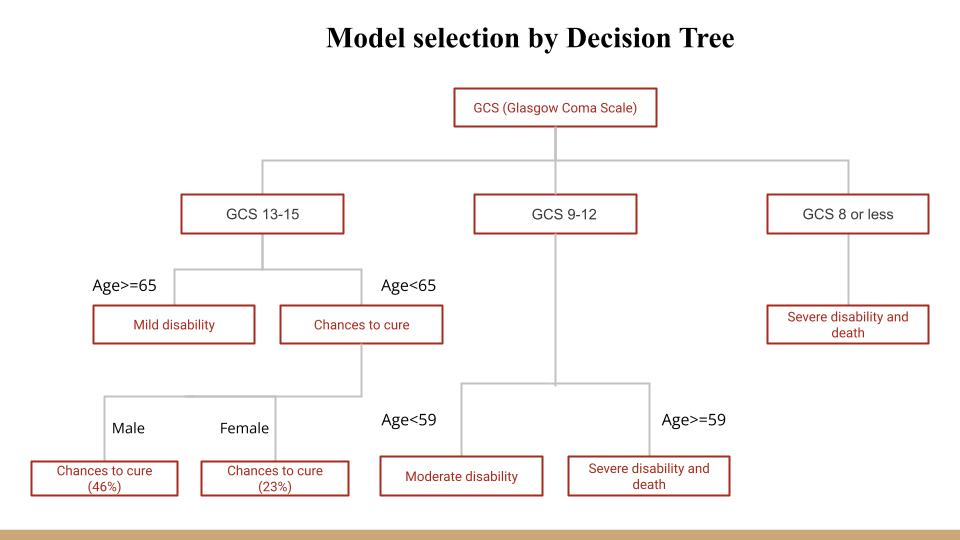 Model selection by Decision Tree
GCS (Glasgow Coma Scale)
GCS 13-15
GCS 9-12
GCS 8 or less
Age>=65
Age<65
Mild disability
Chances to cure
Severe disability and
death
Male
Female
Age<59
Age>=59
Chances to cure
(46%)
Chances to cure
(23%)
Moderate disability
Severe disability and
death